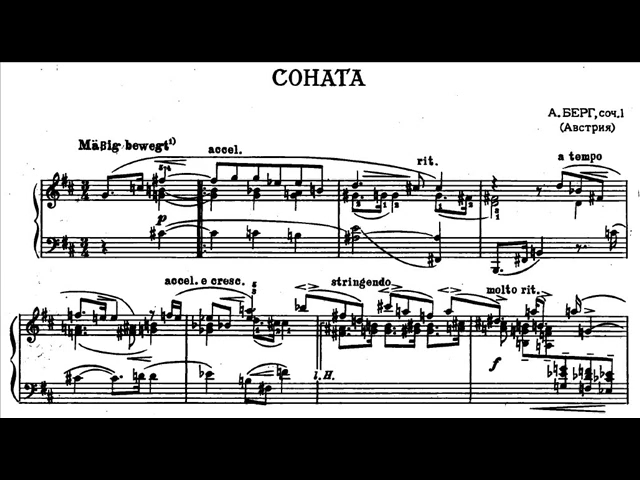 СОНАТА
А. БЕРГ, соч.1
(Австрия)
Mäßig bewegt¹⁾
accel.
rit.
a tempo
p
accel. e cresc.
stringendo
molto rit.
l. H.
f